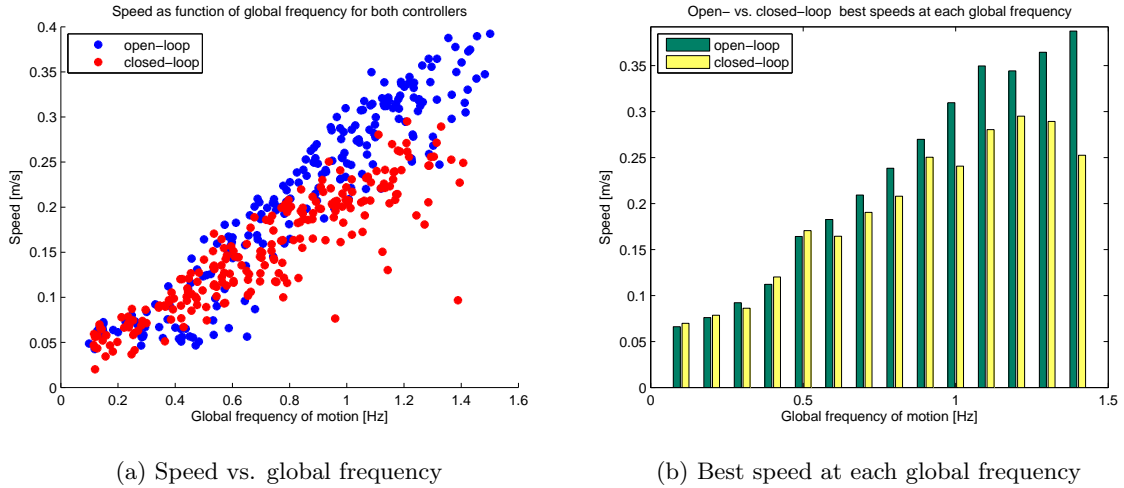 Speed as function of global frequency for both controllers
0.4
0.35
0.3
0.25
0.2
0.15
0.1
0.05
0
Speed [m/s]
open-loop
closed-loop
0 0.2 0.4 0.6 0.8 1 1.2 1.4 1.6
Global frequency of motion [Hz]
(a) Speed vs. global frequency
Open- vs. closed-loop best speeds at each global frequency
0.35
0.3
0.25
0.2
0.15
0.1
0.05
0
Speed [m/s]
open-loop
closed-loop
0 0.5 1 1.5
Global frequency of motion [Hz]
(b) Best speed at each global frequency